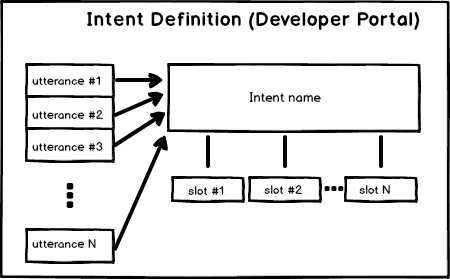 Intent Definition (Developer Portal)
utterance #1
utterance #2
utterance #3
utterance N
Intent name
slot #1
slot #2
slot N